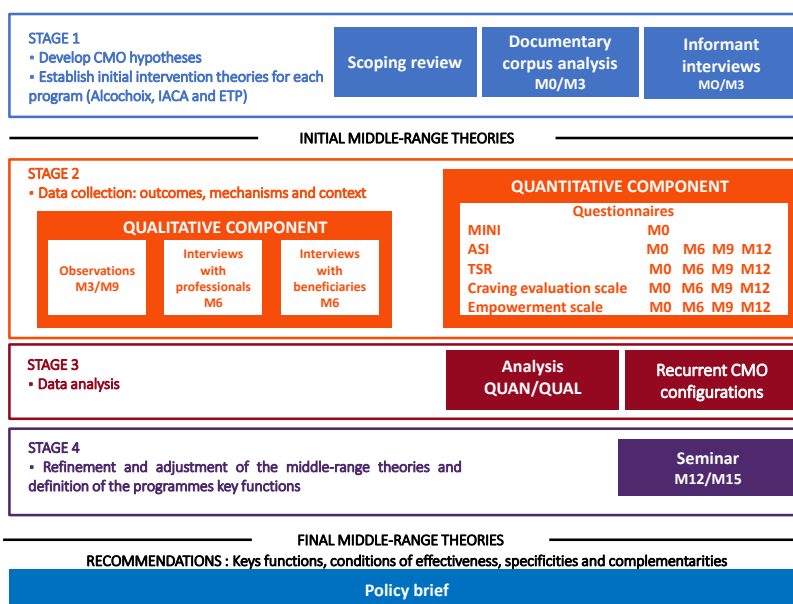 STAGE 1
▪ Develop CMO hypotheses
▪ Establish initial intervention theories for each
program (Alcochoix, IACA and ETP)
Scoping review
Documentary
corpus analysis
M0/M3
Informant
interviews
MO/M3
INITIAL MIDDLE-RANGE THEORIES
STAGE 2
▪ Data collection: outcomes, mechanisms and context
QUALITATIVE COMPONENT
Observations
M3/M9
Interviews
with
professionals
M6
Interviews
with
beneficiaries
M6
QUANTITATIVE COMPONENT
Questionnaires
MINI M0
ASI M0 M6 M9 M12
TSR M0 M6 M9 M12
Craving evaluation scale M0 M6 M9 M12
Empowerment scale M0 M6 M9 M12
STAGE 3
▪ Data analysis
Analysis
QUAN/QUAL
Recurrent CMO
configurations
STAGE 4
▪ Refinement and adjustment of the middle-range theories and
definition of the programmes key functions
Seminar
M12/M15
FINAL MIDDLE-RANGE THEORIES
RECOMMENDATIONS : Keys functions, conditions of effectiveness, specificities and complementarities
Policy brief